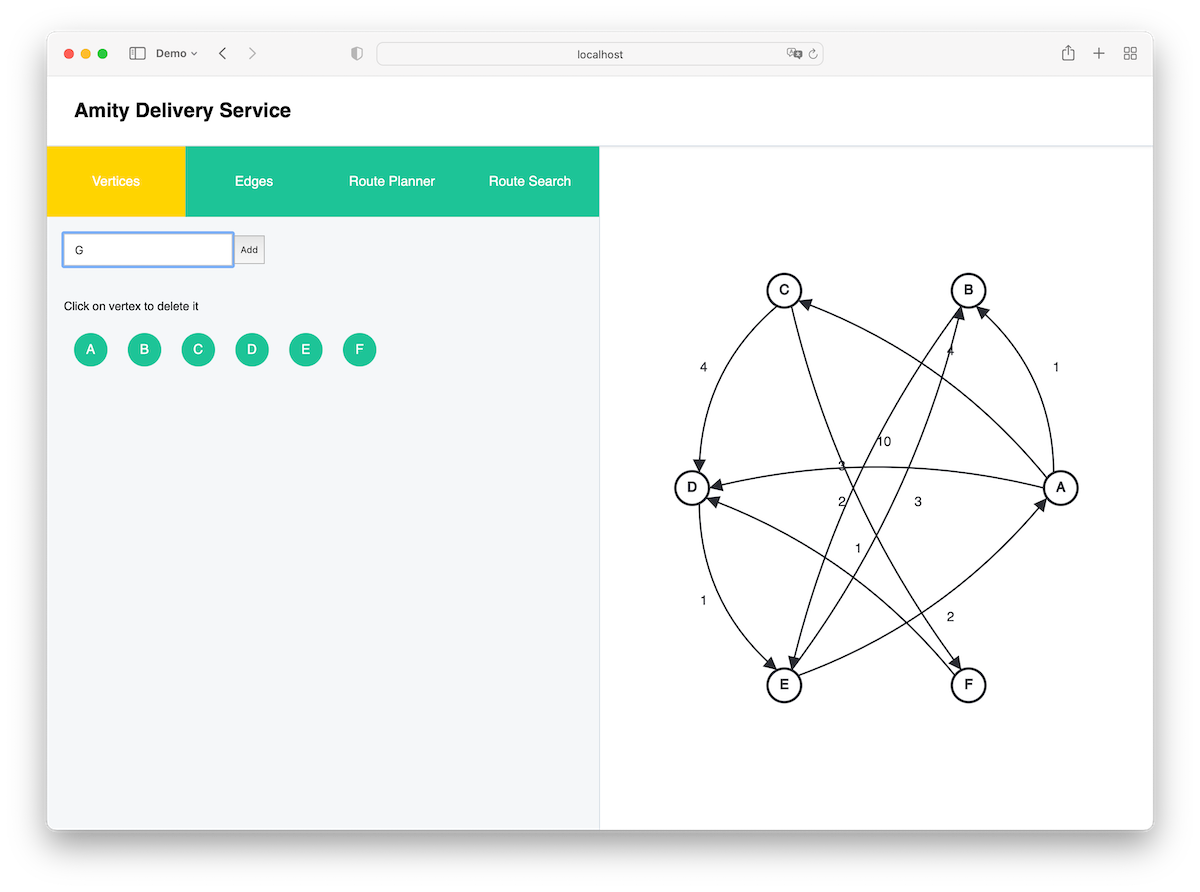 Demo
localhost
Amity Delivery Service
Vertices Edges Route Planner Route Search
G Add
Click on vertex to delete it
A B C D E F
C B
4 4 1
10
3
D A
2 3
1
1 2
E F